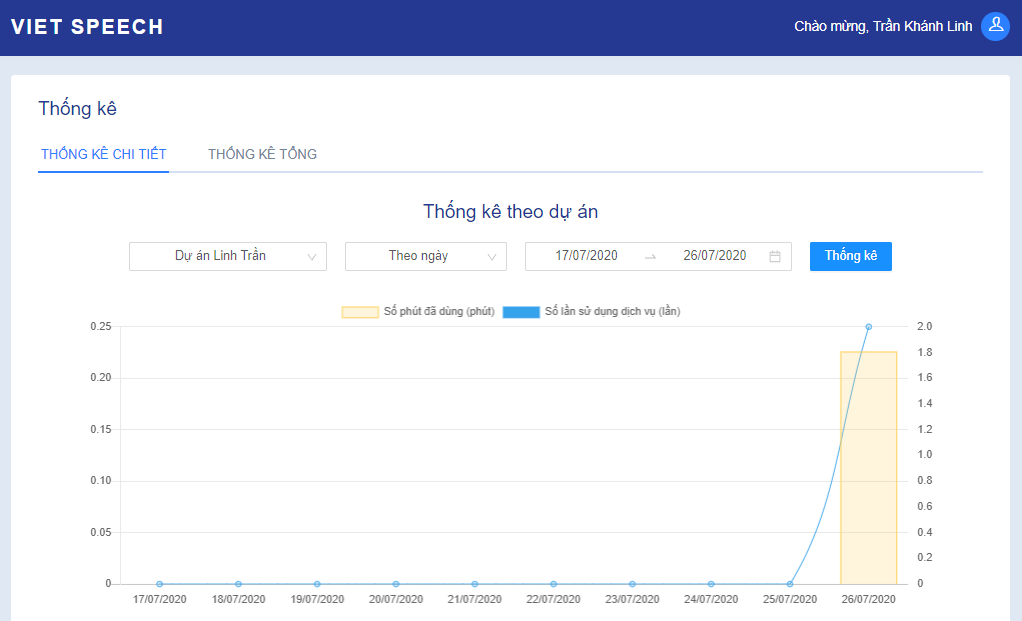 VIET SPEECH
Chào mừng, Trần Khánh Linh
Thống kê
THỐNG KÊ CHI TIẾT THỐNG KÊ TỔNG
Thống kê theo dự án
Dự án Linh Trần Theo ngày 17/07/2020 → 26/07/2020 Thống kê
Số phút đã dùng (phút) Số lần sử dụng dịch vụ (lần)
0.25 2.0
1.8
0.20 1.6
1.4
0.15 1.2
1.0
0.10 0.8
0.6
0.05 0.4
0.2
0 0
17/07/2020 18/07/2020 19/07/2020 20/07/2020 21/07/2020 22/07/2020 23/07/2020 24/07/2020 25/07/2020 26/07/2020